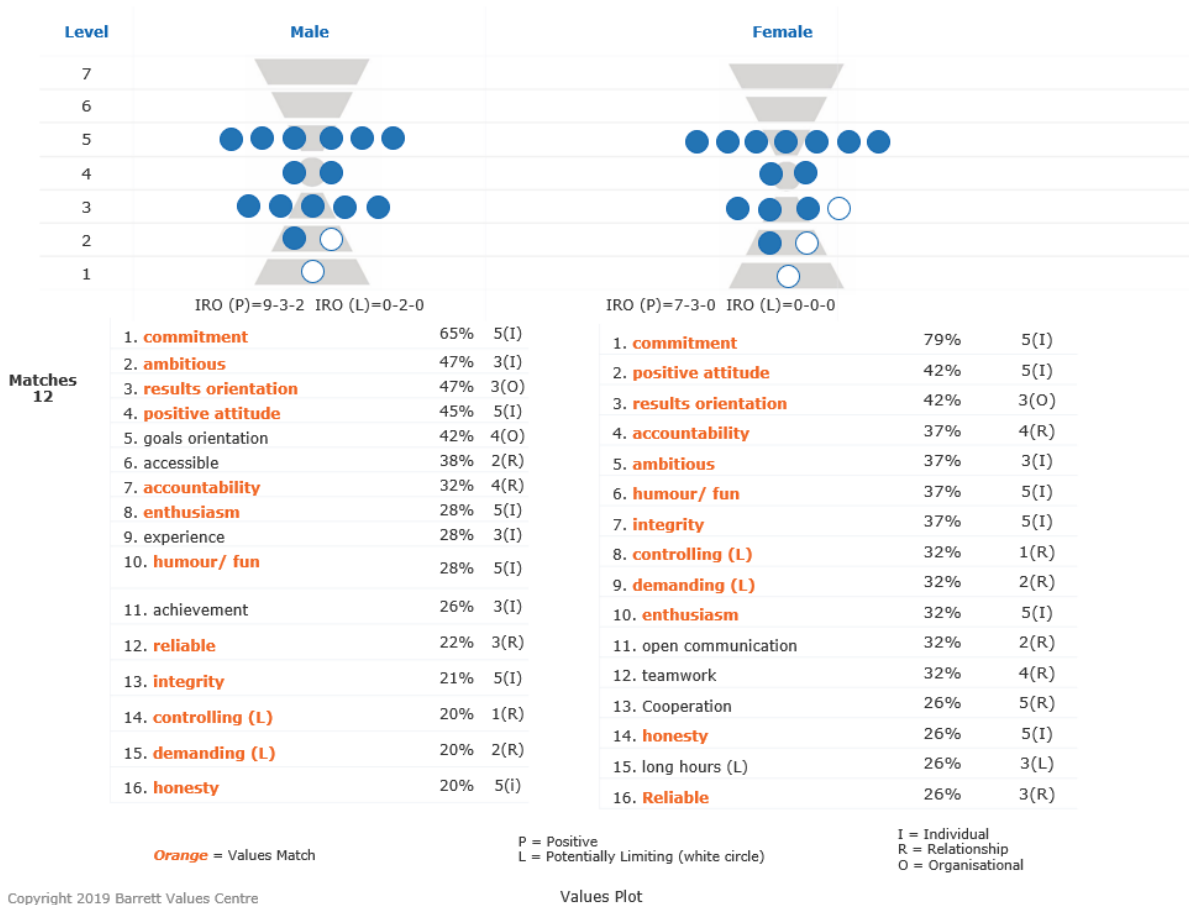 Level Male Female
7
6
5
4
3
2
1
IRO (P)=9-3-2 IRO (L)=0-2-0 IRO (P)=7-3-0 IRO (L)=0-0-0
Matches
12
1. commitment 65% 5(I)
2. ambitious 47% 3(I)
3. results orientation 47% 3(O)
4. positive attitude 45% 5(I)
5. goals orientation 42% 4(O)
6. accessible 38% 2(R)
7. accountability 32% 4(R)
8. enthusiasm 28% 5(I)
9. experience 28% 3(I)
10. humour/ fun 28% 5(I)
11. achievement 26% 3(I)
12. reliable 22% 3(R)
13. integrity 21% 5(I)
14. controlling (L) 20% 1(R)
15. demanding (L) 20% 2(R)
16. honesty 20% 5(i)
1. commitment 79% 5(I)
2. positive attitude 42% 5(I)
3. results orientation 42% 3(O)
4. accountability 37% 4(R)
5. ambitious 37% 3(I)
6. humour/ fun 37% 5(I)
7. integrity 37% 5(I)
8. controlling (L) 32% 1(R)
9. demanding (L) 32% 2(R)
10. enthusiasm 32% 5(I)
11. open communication 32% 2(R)
12. teamwork 32% 4(R)
13. Cooperation 26% 5(R)
14. honesty 26% 5(I)
15. long hours (L) 26% 3(L)
16. Reliable 26% 3(R)
Orange = Values Match
P = Positive
L = Potentially Limiting (white circle)
I = Individual
R = Relationship
O = Organisational
Copyright 2019 Barrett Values Centre
Values Plot